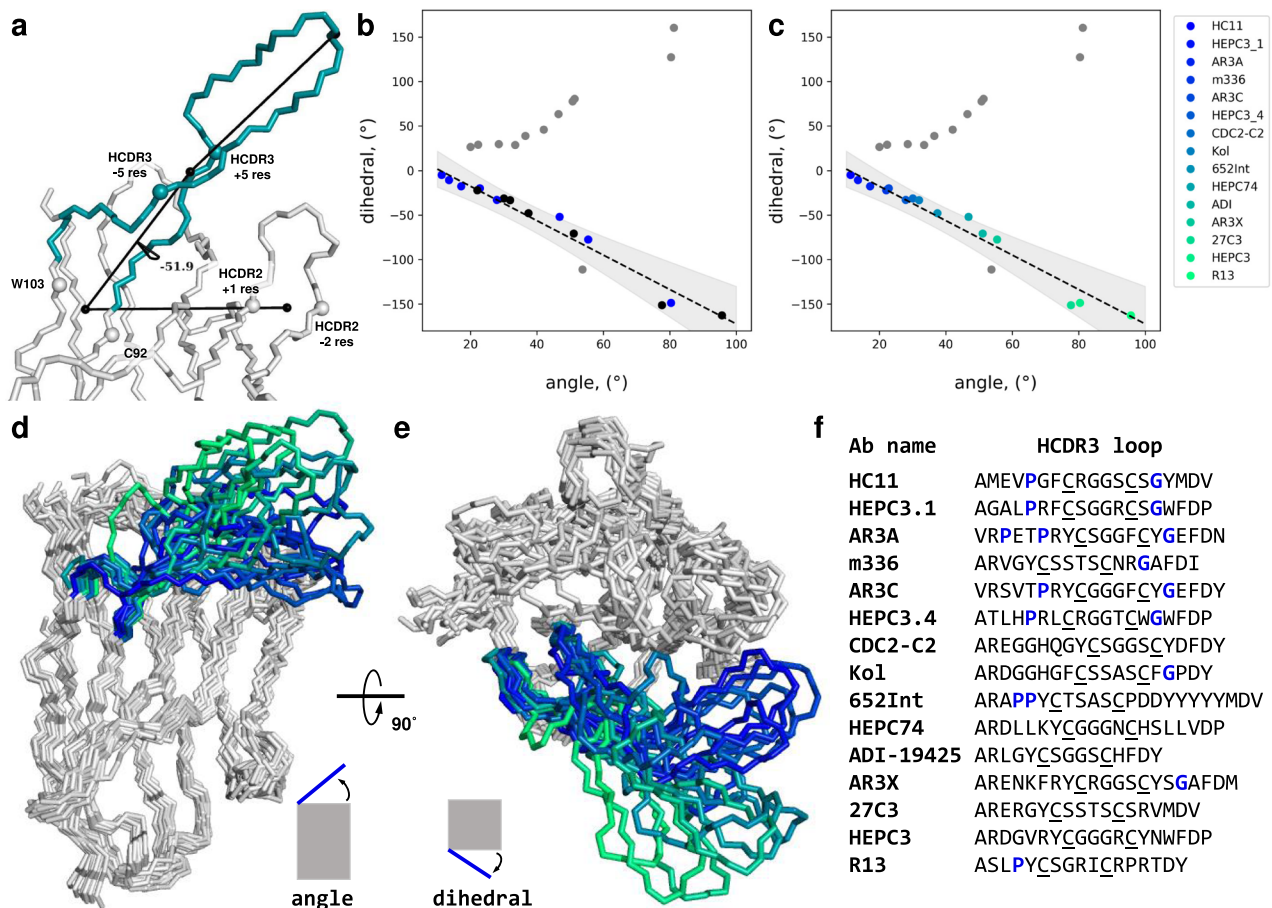 a
HCDR3
-5 res
HCDR3
+5 res
W103
-51.9
HCDR2
+1 res
C92
HCDR2
-2 res
b
150
100
50
0
−50
−100
−150
dihedral, (°)
20
40
60
80
100
angle, (°)
c
150
100
50
0
−50
−100
−150
dihedral, (°)
20
40
60
80
100
angle, (°)
HC11
HEPC3_1
AR3A
m336
AR3C
HEPC3_4
CDC2-C2
Kol
652Int
HEPC74
ADI
AR3X
27C3
HEPC3
R13
d
90°
angle
e
dihedral
f
Ab name HCDR3 loop
HC11 AMEVPGFCRGGSCSGYMDV
HEPC3.1 AGALPRFCSGGRCSGWFDP
AR3A VRPETPRYCSGGFCYGEFDN
m336 ARVGYCSSTSCNRGAFDI
AR3C VRSVTPRYCGGGFCYGEFDY
HEPC3.4 ATLHPRLCRGGTCWGWFDP
CDC2-C2 AREGGHQGYCSGGSCYDFDY
Kol ARDGGHGFCSSASCFGPDY
652Int ARAPPYCTSASCPDDYYYYYMDV
HEPC74 ARDLLKYCGGGNCHSLLVDP
ADI-19425 ARLGYCSGGSCHFDY
AR3X ARENKFRYCRGGSCYSGAFDM
27C3 ARERGYCSSTSCSRVMDV
HEPC3 ARDGVRYCGGGRCYNWFDP
R13 ASLPYCSGRICRPRTDY